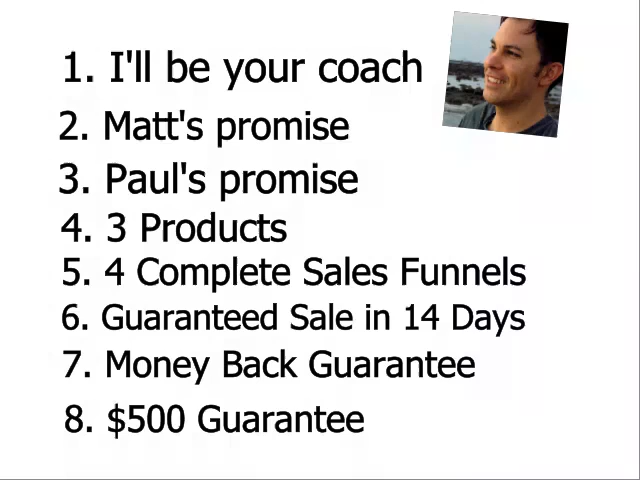 1. I'll be your coach
2. Matt's promise
3. Paul's promise
4. 3 Products
5. 4 Complete Sales Funnels
6. Guaranteed Sale in 14 Days
7. Money Back Guarantee
8. $500 Guarantee